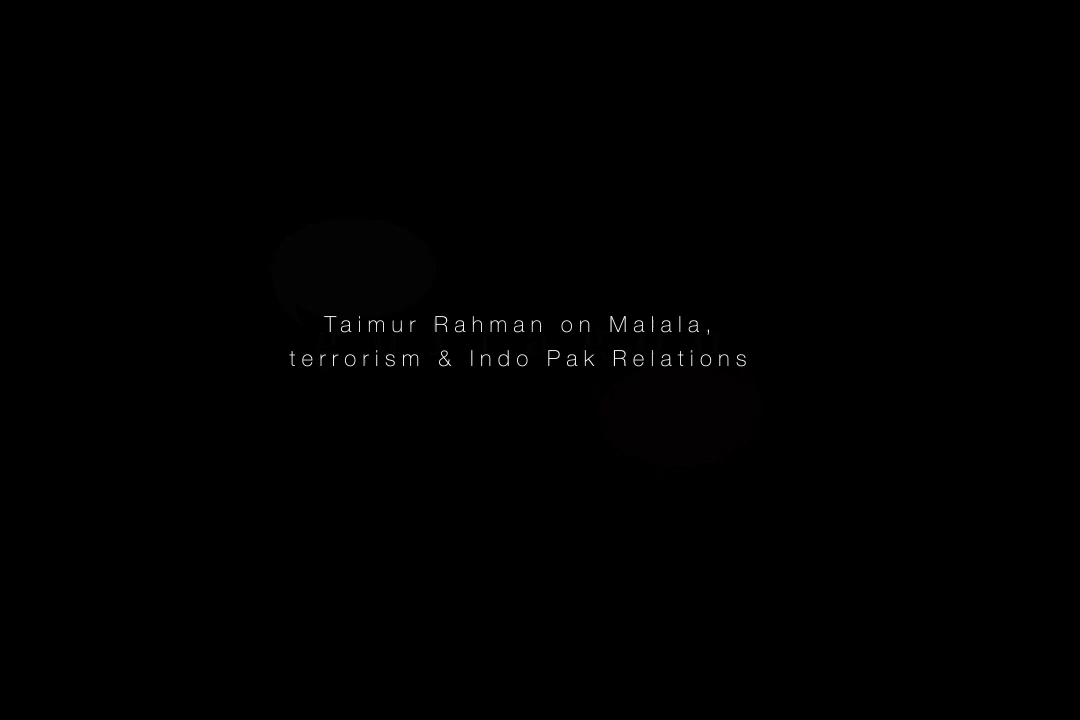 Taimur Rahman on Malala,
terrorism & Indo Pak Relations